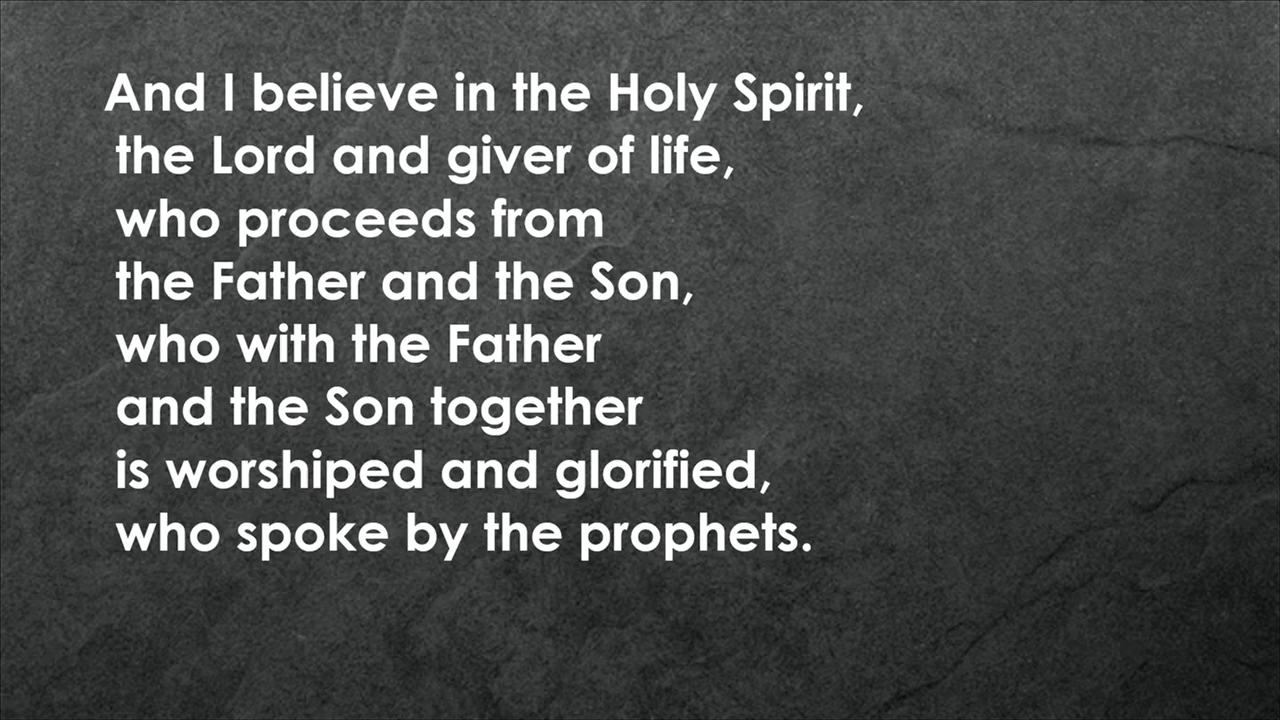 And I believe in the Holy Spirit,
the Lord and giver of life,
who proceeds from
the Father and the Son,
who with the Father
and the Son together
is worshiped and glorified,
who spoke by the prophets.